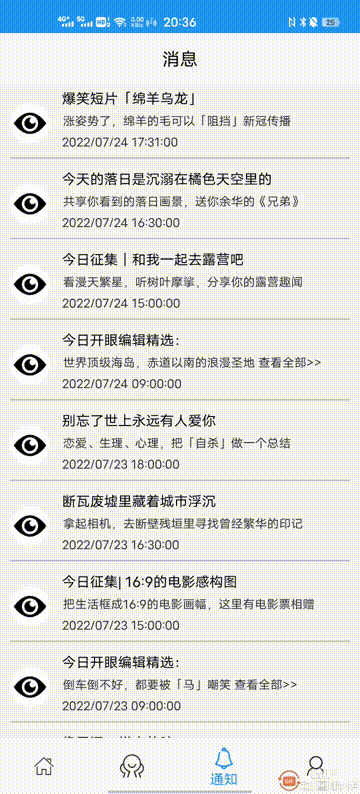 20:36
25
消息
爆笑短片「绵羊乌龙」
涨姿势了，绵羊的毛可以「阻挡」新冠传播
2022/07/24 17:31:00
今天的落日是沉溺在橘色天空里的
共享你看到的落日画景，送你余华的《兄弟》
2022/07/24 16:30:00
今日征集｜和我一起去露营吧
看漫天繁星，听树叶摩挲，分享你的露营趣闻
2022/07/24 15:00:00
今日开眼编辑精选：
世界顶级海岛，赤道以南的浪漫圣地 查看全部>>
2022/07/24 09:00:00
别忘了世上永远有人爱你
恋爱、生理、心理，把「自杀」做一个总结
2022/07/23 18:00:00
断瓦废墟里藏着城市浮沉
拿起相机，去断壁残垣里寻找曾经繁华的印记
2022/07/23 16:30:00
今日征集| 16:9的电影感构图
把生活框成16:9的电影画幅，这里有电影票相赠
2022/07/23 15:00:00
今日开眼编辑精选：
倒车倒不好，都要被「马」嘲笑 查看全部>>
2022/07/23 09:00:00
通知